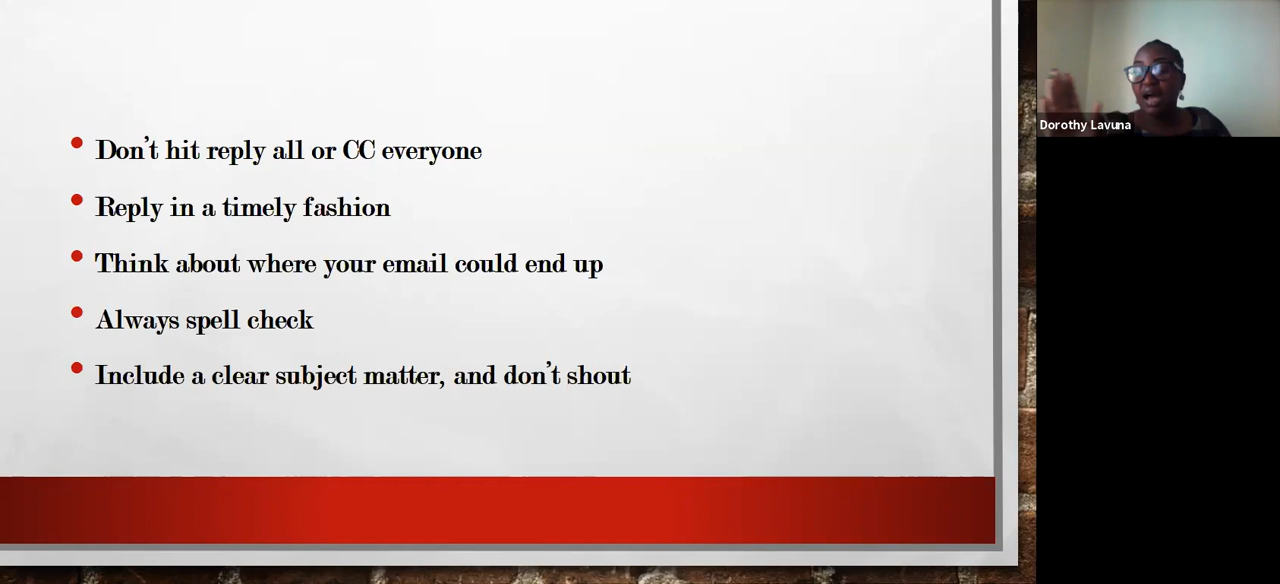 Don't hit reply all or CC everyone
Reply in a timely fashion
Think about where your email could end up
Always spell check
Include a clear subject matter, and don't shout
Dorothy Lavuna